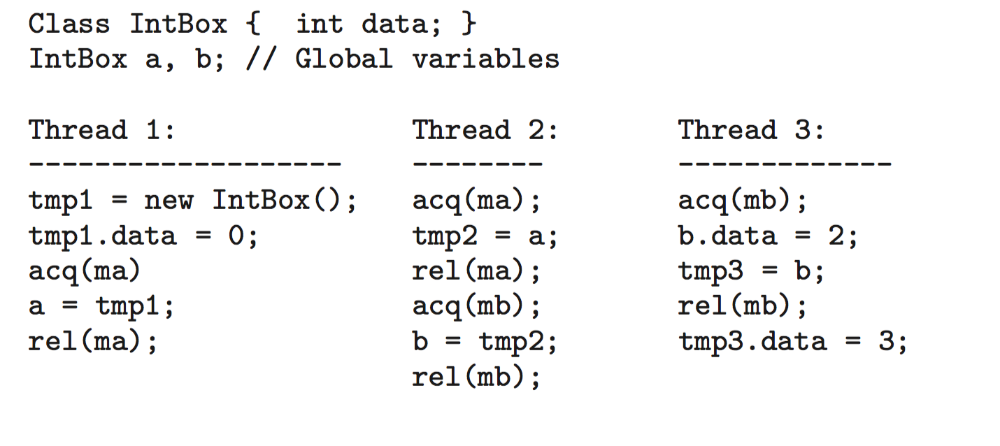 Class IntBox {  int data; }
IntBox a, b; // Global variables
Thread 1:
-------------------
tmp1 = new IntBox();
tmp1.data = 0;
acq(ma)
a = tmp1;
rel(ma);
Thread 2:
--------
acq(ma);
tmp2 = a;
rel(ma);
acq(mb);
b = tmp2;
rel(mb);
Thread 3:
-------------
acq(mb);
b.data = 2;
tmp3 = b;
rel(mb);
tmp3.data = 3;